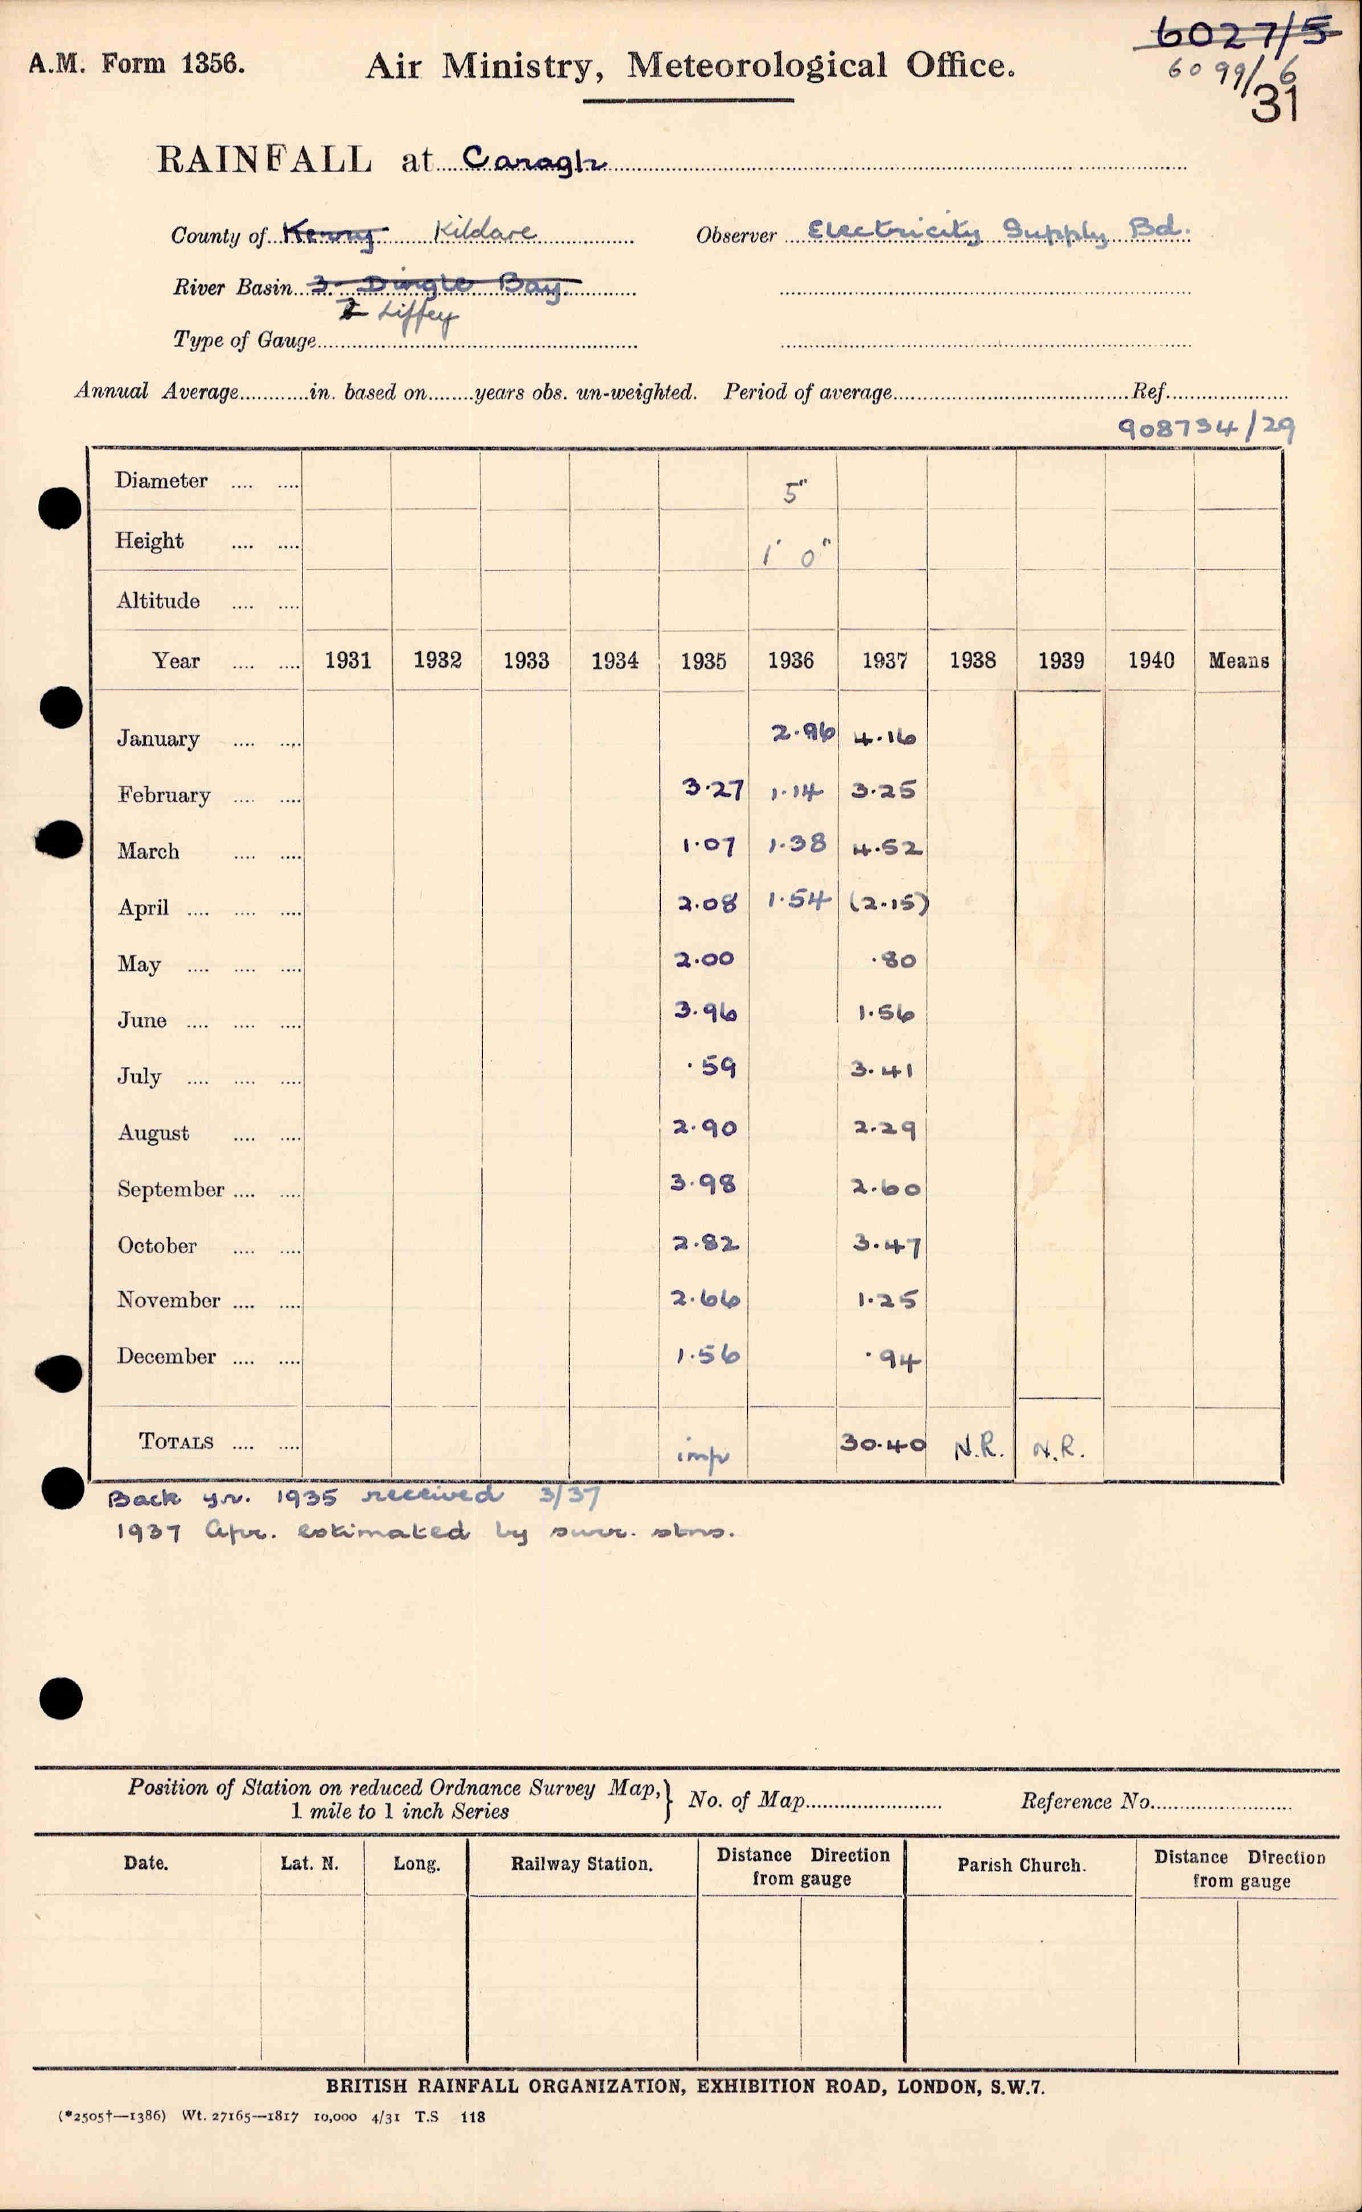 6027/5
A.M. Form 1356. Air Ministry, Meteorological Office.
6099/6
31
RAINFALL at Caragh
County of Kerry Kildare Observer Electricity Supply Bd.
River Basin 3. Dingle Bay.
2 Liffey
Type of Gauge
Annual Average in. based on years obs. un-weighted. Period of average Ref.
908734/29
Diameter 5"
Height 1' 0"
Altitude
Year 1931 1932 1933 1934 1935 1936 1937 1938 1939 1940 Means
January 2.96 4.16
February 3.27 1.14 3.25
March 1.07 1.38 4.52
April 2.08 1.54 (2.15)
May 2.00 .80
June 3.96 1.56
July .59 3.41
August 2.90 2.29
September 3.98 2.60
October 2.82 3.47
November 2.66 1.25
December 1.56 .94
TOTALS imp 30.40 N.R. N.R.
Back yr. 1935 received 3/37
1937 Apr. estimated by surr. stns.
Position of Station on reduced Ordnance Survey Map,} No. of Map Reference No.
1 mile to 1 inch Series
Date. Lat. N. Long. Railway Station. Distance Direction from gauge Parish Church. Distance Direction from gauge
BRITISH RAINFALL ORGANIZATION, EXHIBITION ROAD, LONDON, S.W.7.
(*2505†—1386) Wt. 27165—1817 10,000 4/31 T.S 118